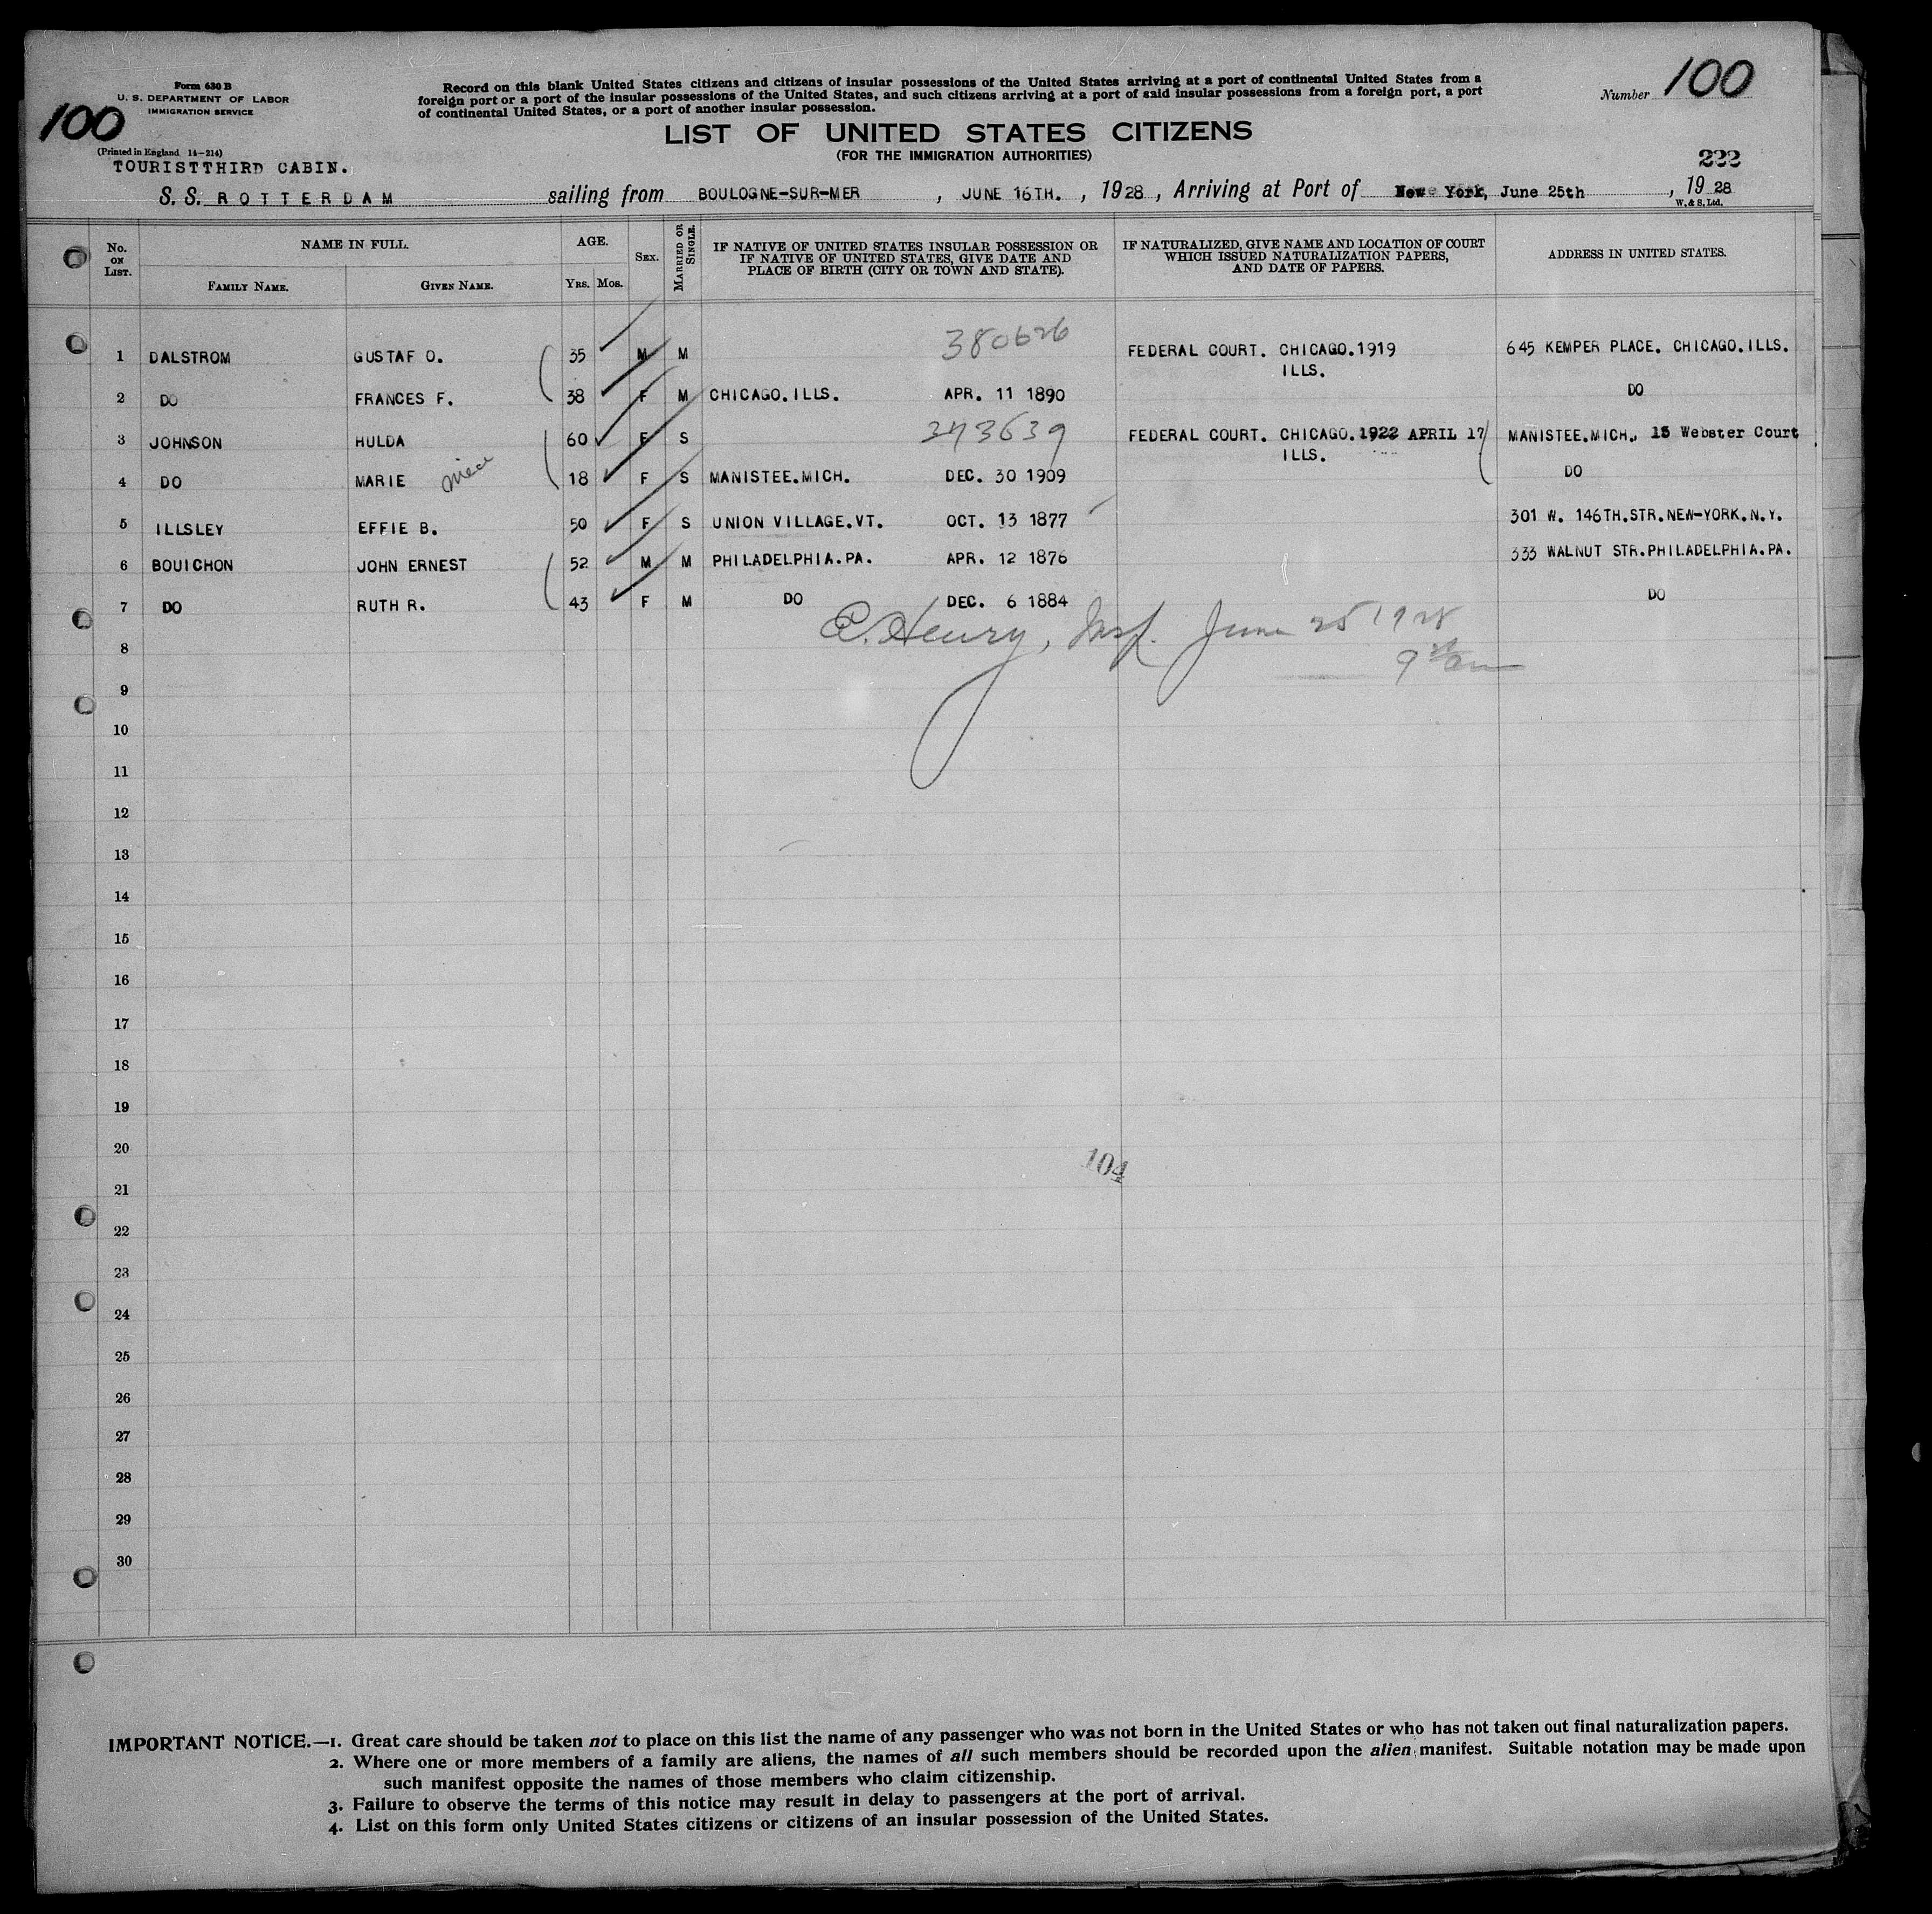 Form 630 B
U. S. DEPARTMENT OF LABOR
IMMIGRATION SERVICE
100
(Printed in England 14-214)
TOURISTTHIRD CABIN.
Record on this blank United States citizens and citizens of insular possessions of the United States arriving at a port of continental United States from a
foreign port or a port of the insular possessions of the United States, and such citizens arriving at a port of said insular possessions from a foreign port, a port
of continental United States, or a port of another insular possession.
LIST OF UNITED STATES CITIZENS
(FOR THE IMMIGRATION AUTHORITIES)
Number 100
222
S. S. ROTTERDAM sailing from BOULOGNE-SUR-MER , JUNE 16TH. , 1928 , Arriving at Port of New York, June 25th , 1928
W. & S. Ltd.
No. ON LIST. NAME IN FULL. AGE. SEX. MARRIED OR SINGLE. IF NATIVE OF UNITED STATES INSULAR POSSESSION OR IF NATIVE OF UNITED STATES, GIVE DATE AND PLACE OF BIRTH (CITY OR TOWN AND STATE). IF NATURALIZED, GIVE NAME AND LOCATION OF COURT WHICH ISSUED NATURALIZATION PAPERS, AND DATE OF PAPERS. ADDRESS IN UNITED STATES.
FAMILY NAME. GIVEN NAME. YRS. MOS.
380626
1 DALSTROM GUSTAF O. 35 M M FEDERAL COURT. CHICAGO.1919 645 KEMPER PLACE. CHICAGO.ILLS.
ILLS.
2 DO FRANCES F. 38 F M CHICAGO.ILLS. APR. 11 1890 DO
3 JOHNSON HULDA 60 F S 373639 FEDERAL COURT. CHICAGO.1922 APRIL 17 MANISTEE.MICH., 15 Webster Court
ILLS.
4 DO MARIE niece 18 F S MANISTEE.MICH. DEC. 30 1909 DO
5 ILLSLEY EFFIE B. 50 F S UNION VILLAGE.VT. OCT. 13 1877 301 W. 146TH.STR.NEW-YORK.N.Y.
6 BOUICHON JOHN ERNEST 52 M M PHILADELPHIA.PA. APR. 12 1876 333 WALNUT STR.PHILADELPHIA.PA.
7 DO RUTH R. 43 F M DO DEC. 6 1884 DO
E. Henry, Insp. June 25 1928
8
9
10
11
12
13
14
15
16
17
18
19
20
104
21
22
23
24
25
26
27
28
29
30
IMPORTANT NOTICE.—1. Great care should be taken not to place on this list the name of any passenger who was not born in the United States or who has not taken out final naturalization papers.
2. Where one or more members of a family are aliens, the names of all such members should be recorded upon the alien manifest. Suitable notation may be made upon
such manifest opposite the names of those members who claim citizenship.
3. Failure to observe the terms of this notice may result in delay to passengers at the port of arrival.
4. List on this form only United States citizens or citizens of an insular possession of the United States.